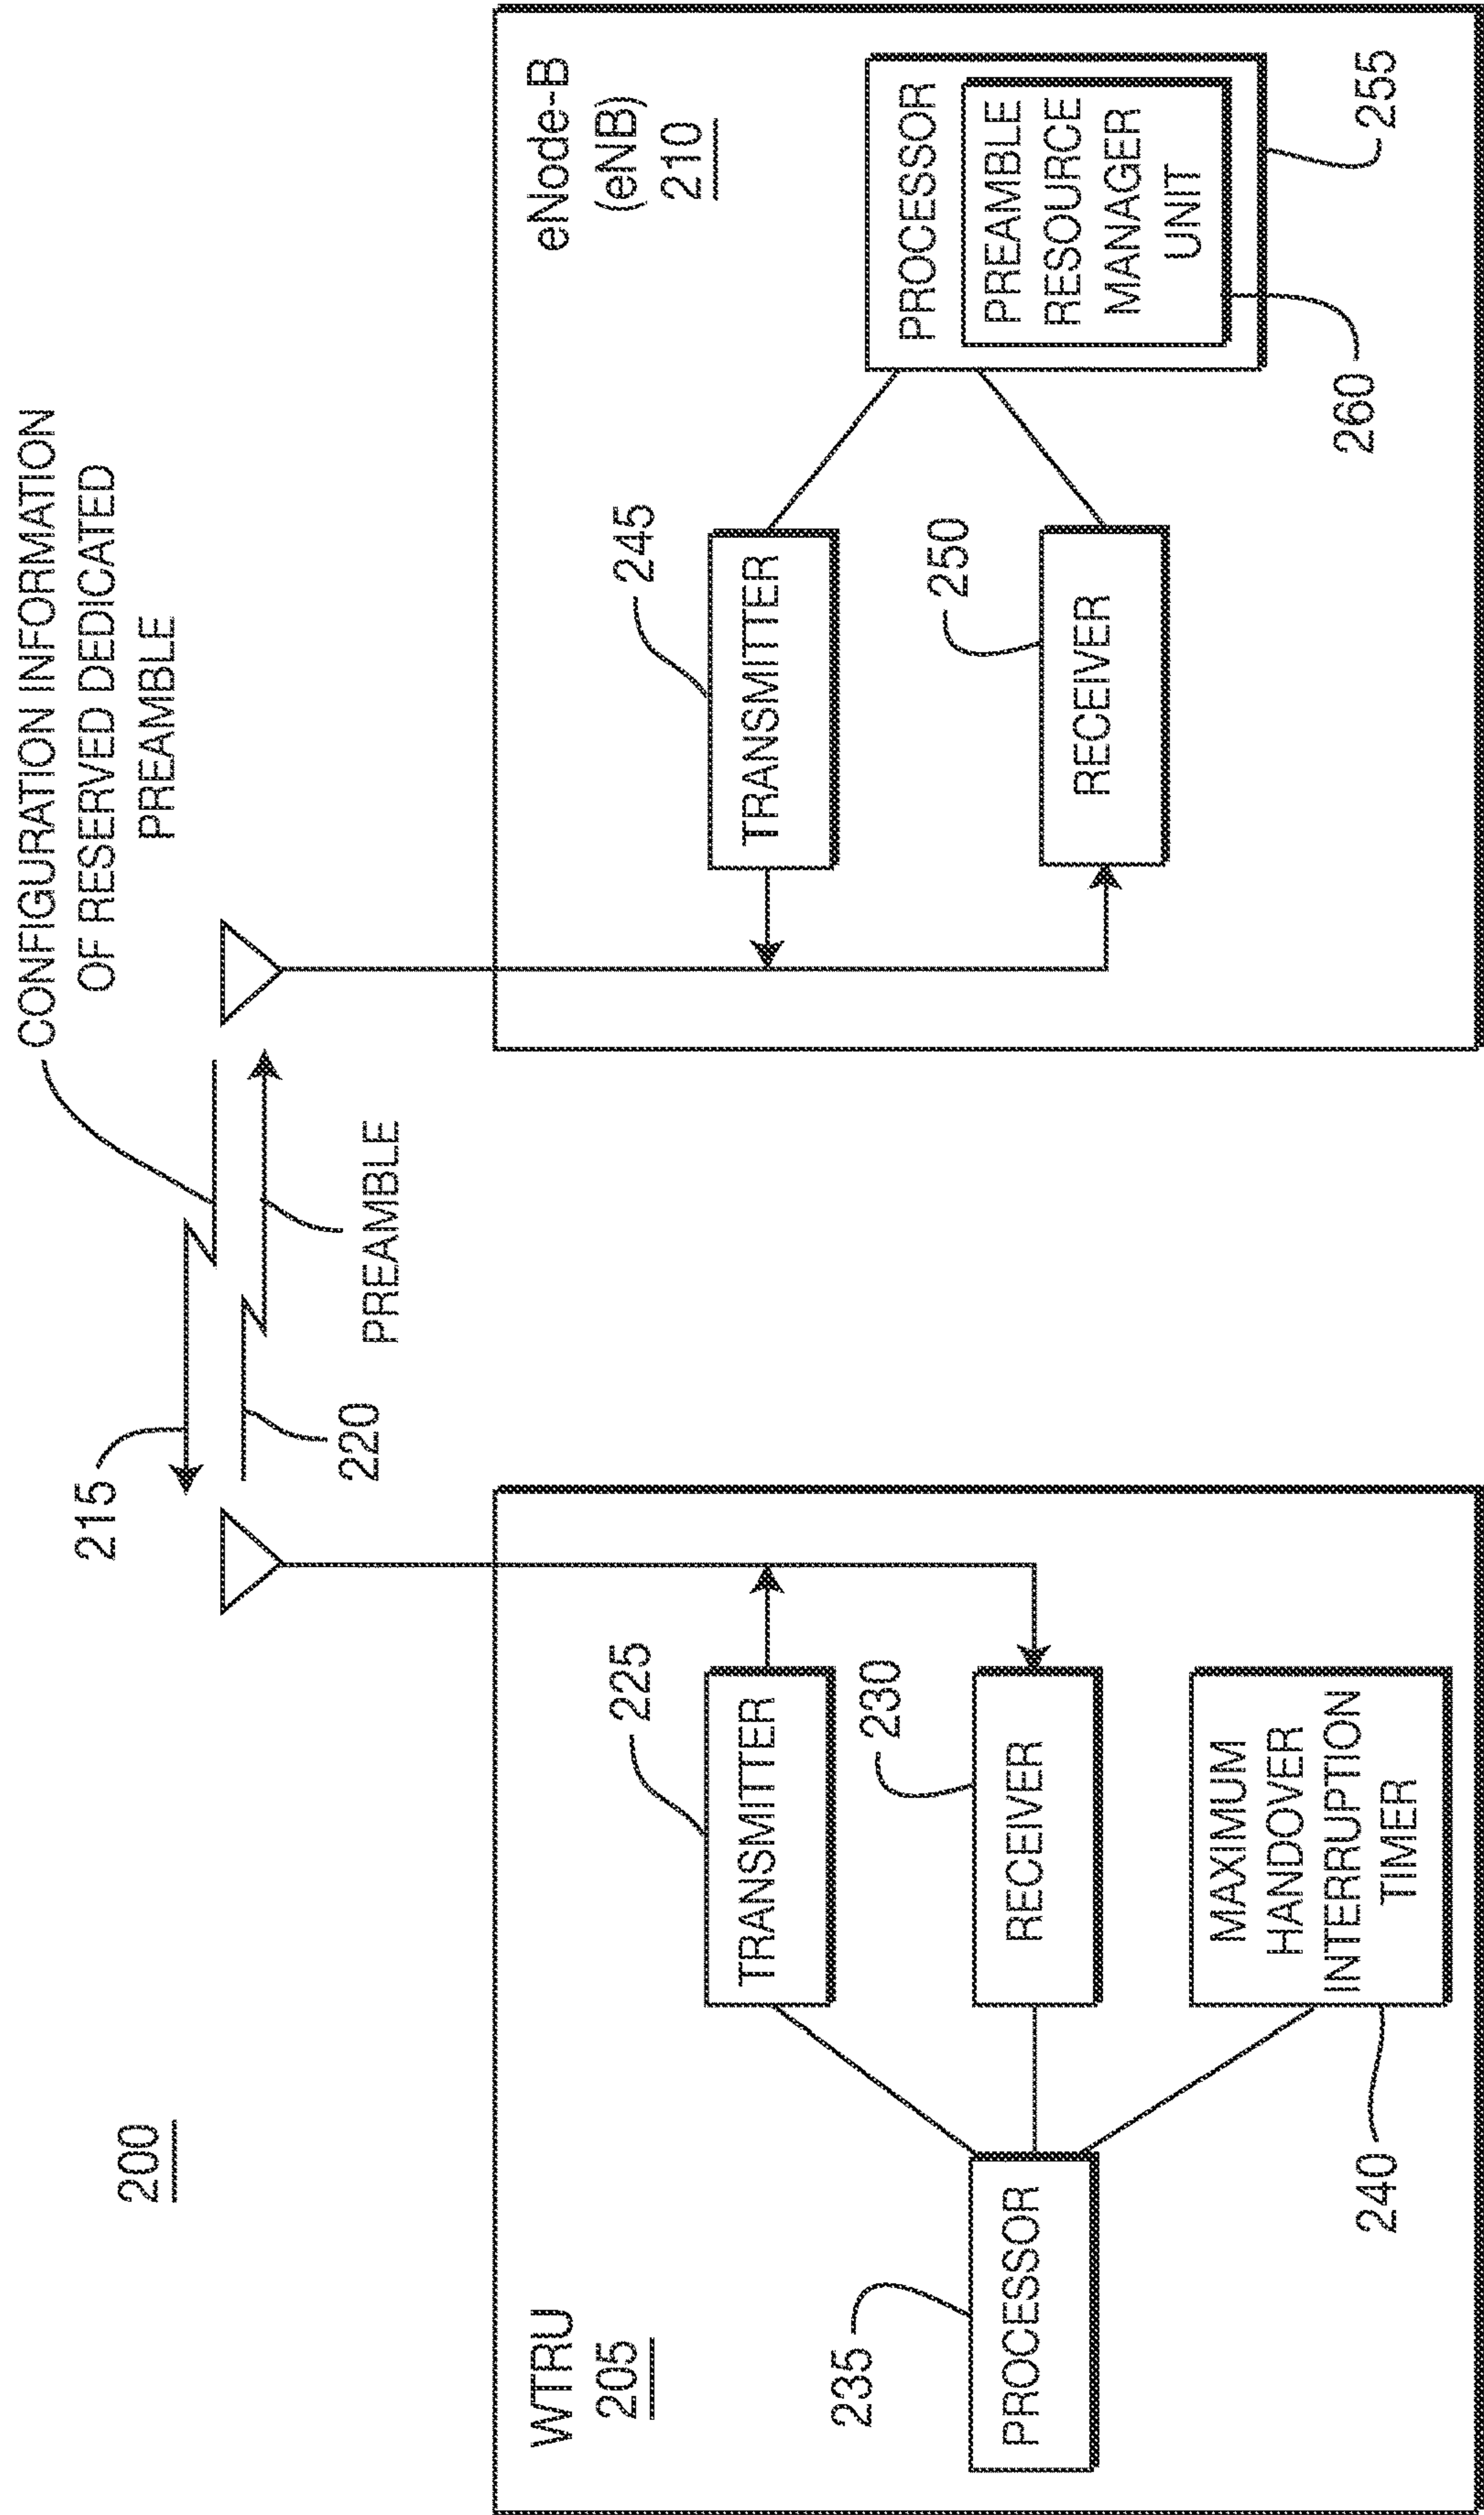 200
CONFIGURATION INFORMATION
OF RESERVED DEDICATED
PREAMBLE
215
220
PREAMBLE
WTRU
205
225
TRANSMITTER
230
RECEIVER
235
PROCESSOR
MAXIMUM
HANDOVER
INTERRUPTION
TIMER
240
eNode-B
(eNB)
210
245
TRANSMITTER
250
RECEIVER
PROCESSOR
PREAMBLE
RESOURCE
MANAGER
UNIT
260
255